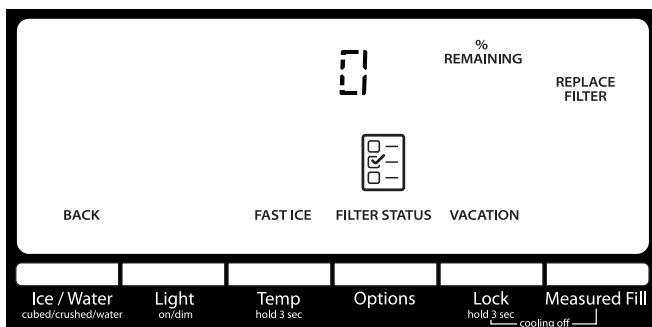 0
% REMAINING
REPLACE FILTER
BACK
FAST ICE
FILTER STATUS
VACATION
Ice / Water
cubed/crushed/water
Light
on/dim
Temp
hold 3 sec
Options
Lock
hold 3 sec
Measured Fill
cooling off